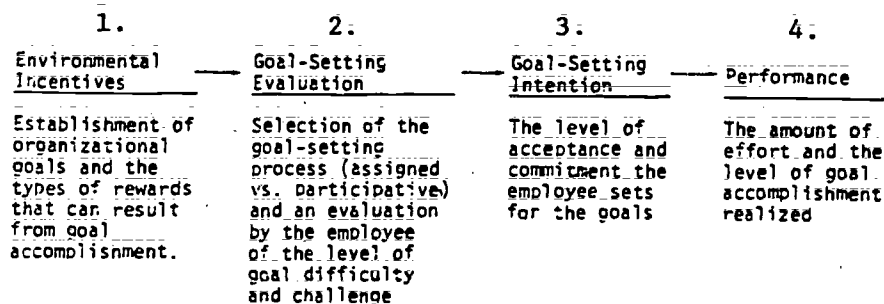 1. 2. 3. 4.
Environmental
Incentives
Goal-Setting
Evaluation
Goal-Setting
Intention
Performance
Establishment of
organizational
goals and the
types of rewards
that can result
from goal
accomplishment.
Selection of the
goal-setting
process (assigned
vs. participative)
and an evaluation
by the employee
of the level of
goal difficulty
and challenge
The level of
acceptance and
commitment the
employee sets
for the goals
The amount of
effort and the
level of goal
accomplishment
realized